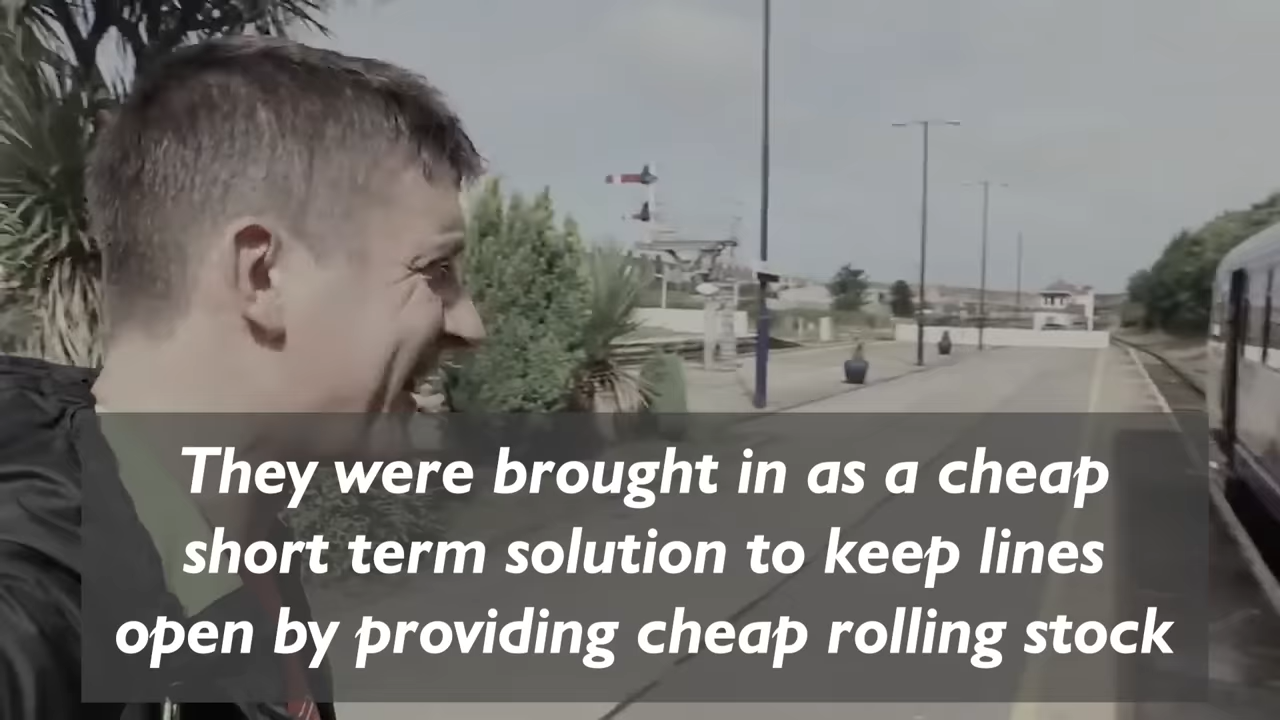 They were brought in as a cheap
short term solution to keep lines
open by providing cheap rolling stock